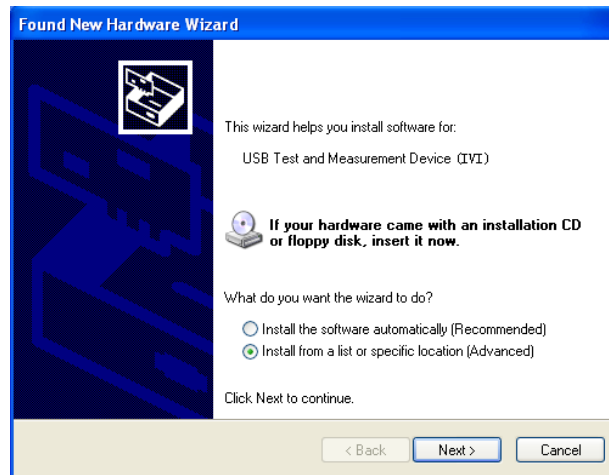 Found New Hardware Wizard
This wizard helps you install software for:
USB Test and Measurement Device (IVI)
If your hardware came with an installation CD
or floppy disk, insert it now.
What do you want the wizard to do?
Install the software automatically (Recommended)
Install from a list or specific location (Advanced)
Click Next to continue.
< Back Next > Cancel